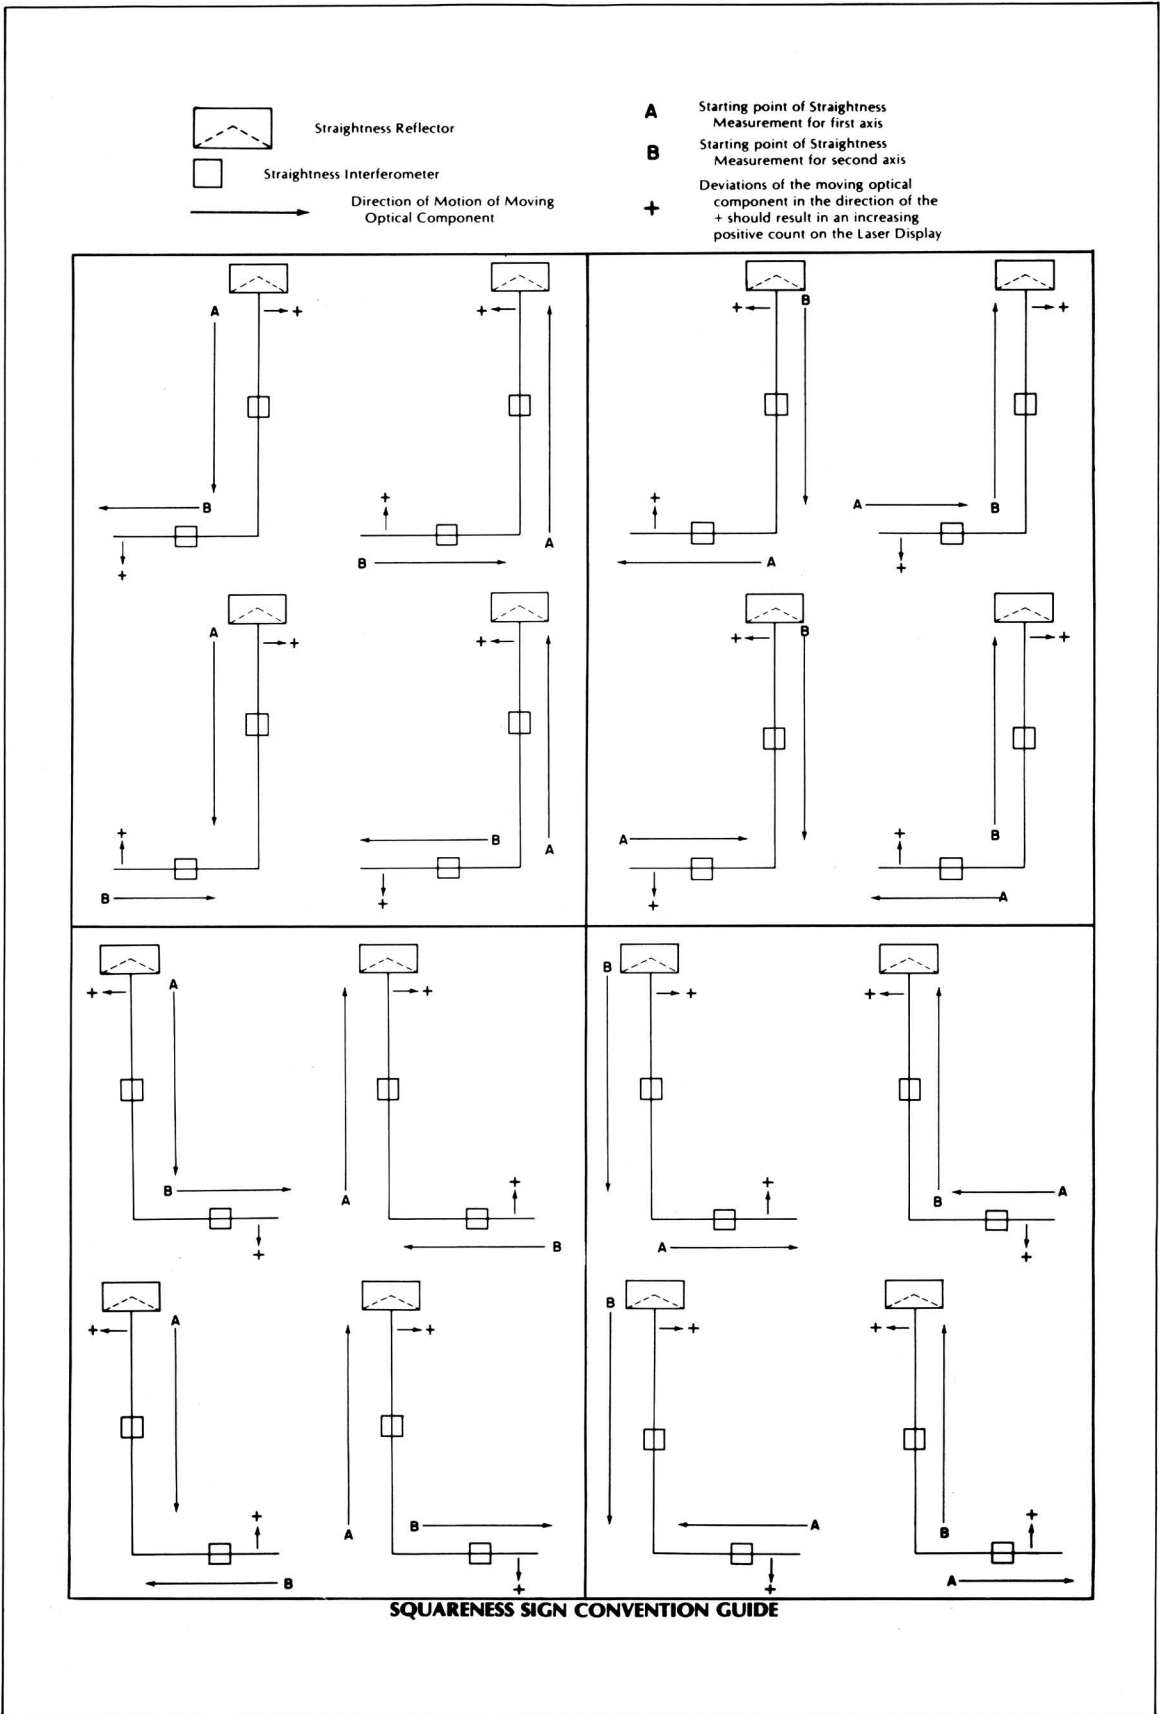 Straightness Reflector
Straightness Interferometer
Direction of Motion of Moving
Optical Component
A Starting point of Straightness
Measurement for first axis
B Starting point of Straightness
Measurement for second axis
+ Deviations of the moving optical
component in the direction of the
+ should result in an increasing
positive count on the Laser Display
A +
B
+
+
+
B A
+ B
+
A
+
A B
+
A +
+
B
+
B
A
+
+ B
A
+
+
B
+
A
+ A
B
+
+
A
+
B
B +
+
A
+
B A
+
+ A
+
B
+
A B
+
B +
A
+
+
B
+
A
SQUARENESS SIGN CONVENTION GUIDE